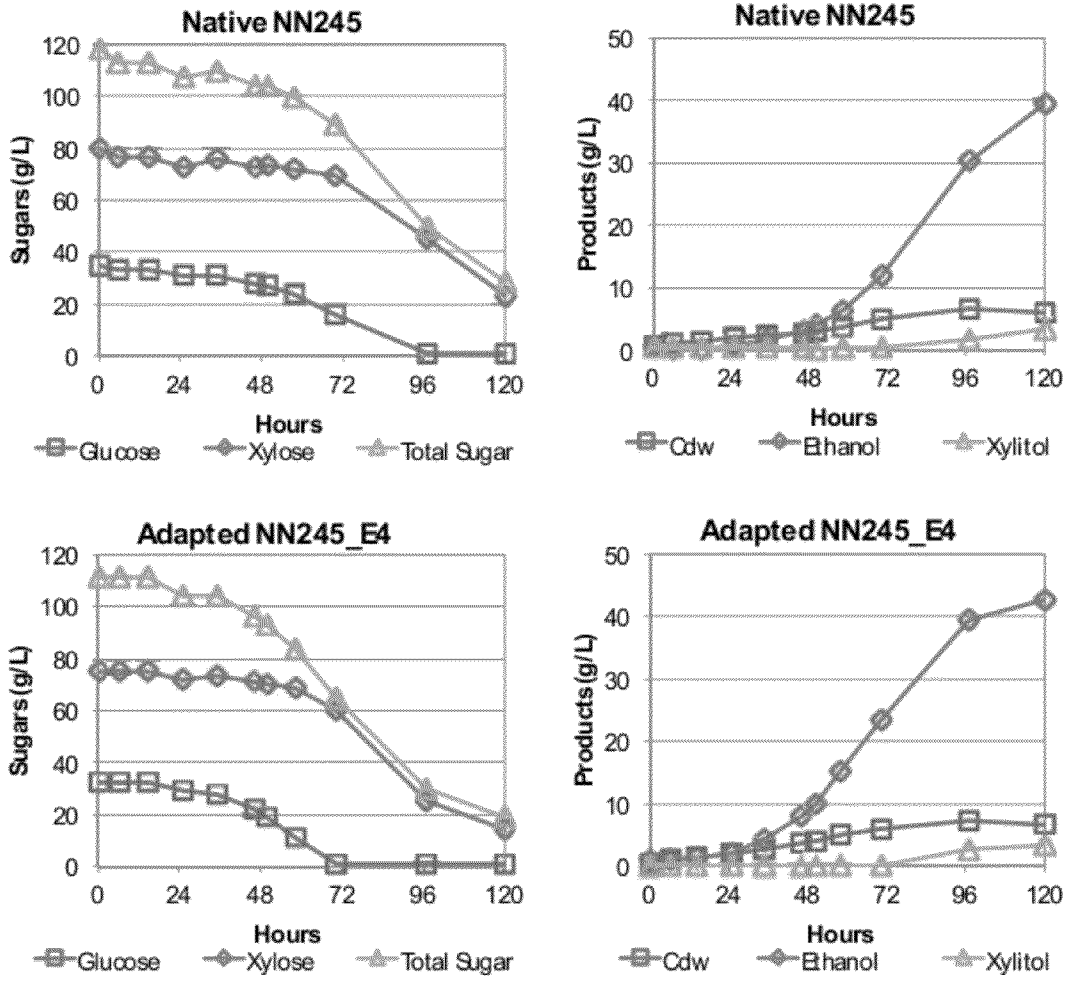 Native NN245
120
100
80
60
40
20
0
Sugars (g/L)
0 24 48 72 96 120
Hours
Glucose Xylose Total Sugar
Native NN245
50
40
30
20
10
0
Products (g/L)
0 24 48 72 96 120
Hours
Cdw Ethanol Xylitol
Adapted NN245_E4
120
100
80
60
40
20
0
Sugars (g/L)
0 24 48 72 96 120
Hours
Glucose Xylose Total Sugar
Adapted NN245_E4
50
40
30
20
10
0
Products (g/L)
0 24 48 72 96 120
Hours
Cdw Ethanol Xylitol